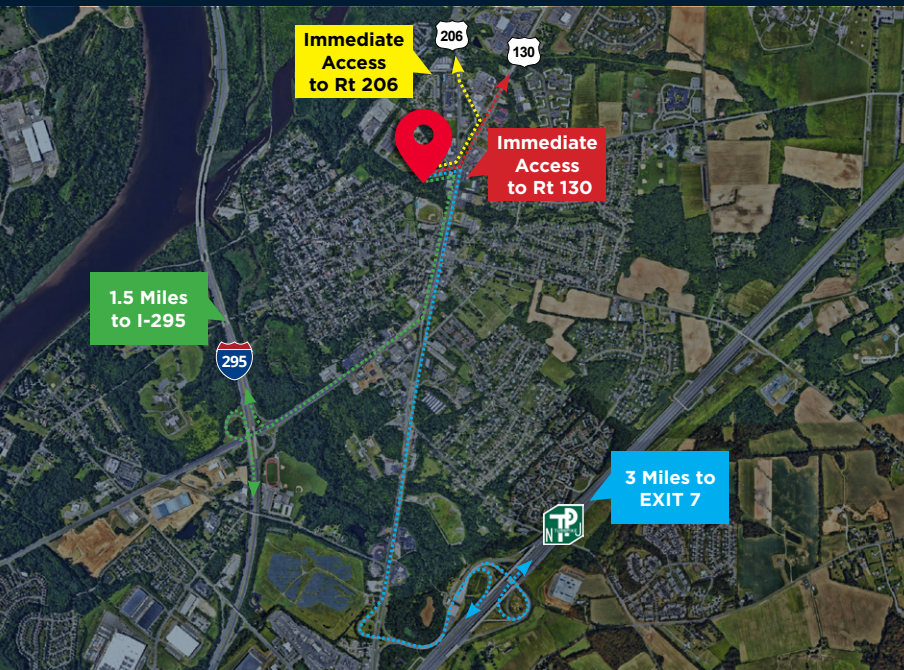 Immediate
Access
to Rt 206
206
130
Immediate
Access
to Rt 130
1.5 Miles
to I-295
295
3 Miles to
EXIT 7
TP
N J